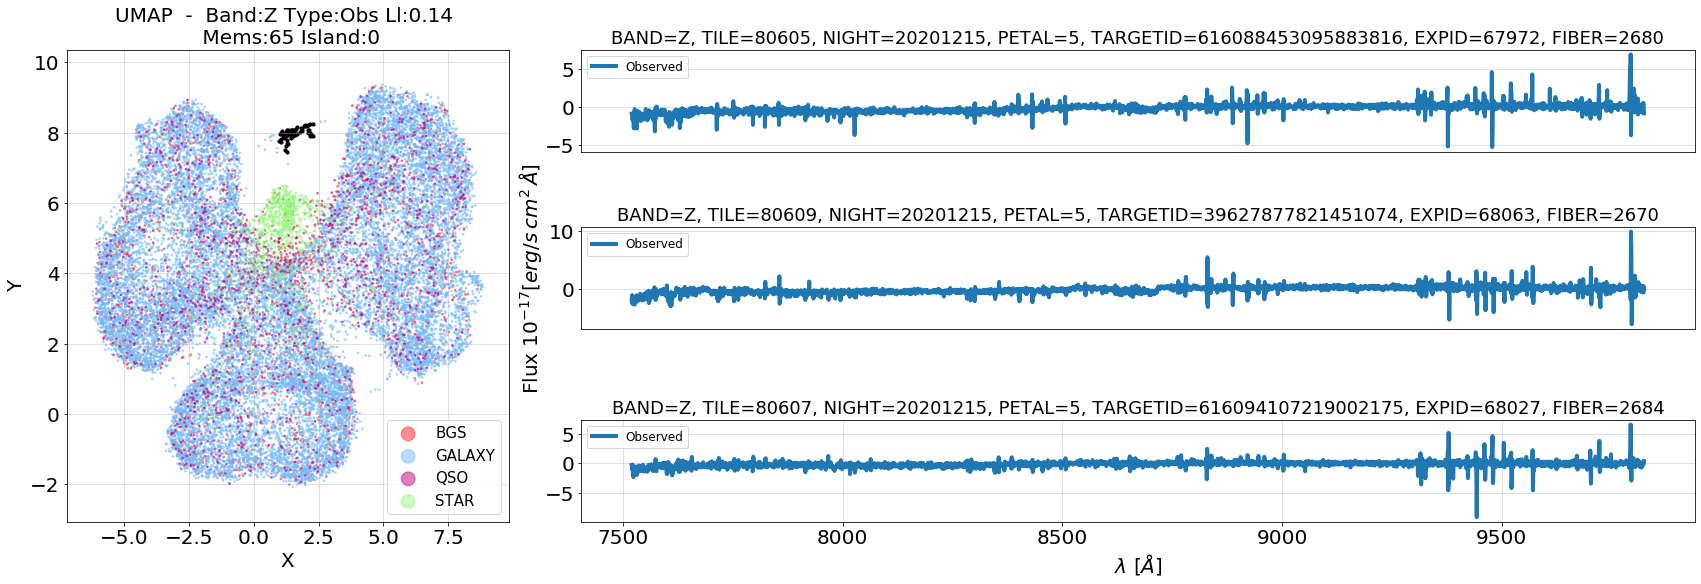 UMAP - Band:Z Type:Obs Ll:0.14
Mems:65 Island:0
10
8
6
4
2
0
−2
Y
−5.0 −2.5 0.0 2.5 5.0 7.5
X
BGS
GALAXY
QSO
STAR
Flux 10^{-17}[erg/s cm^2 Å]
BAND=Z, TILE=80605, NIGHT=20201215, PETAL=5, TARGETID=616088453095883816, EXPID=67972, FIBER=2680
Observed
5
0
−5
BAND=Z, TILE=80609, NIGHT=20201215, PETAL=5, TARGETID=39627877821451074, EXPID=68063, FIBER=2670
Observed
10
0
BAND=Z, TILE=80607, NIGHT=20201215, PETAL=5, TARGETID=616094107219002175, EXPID=68027, FIBER=2684
Observed
5
0
−5
7500 8000 8500 9000 9500
λ [Å]